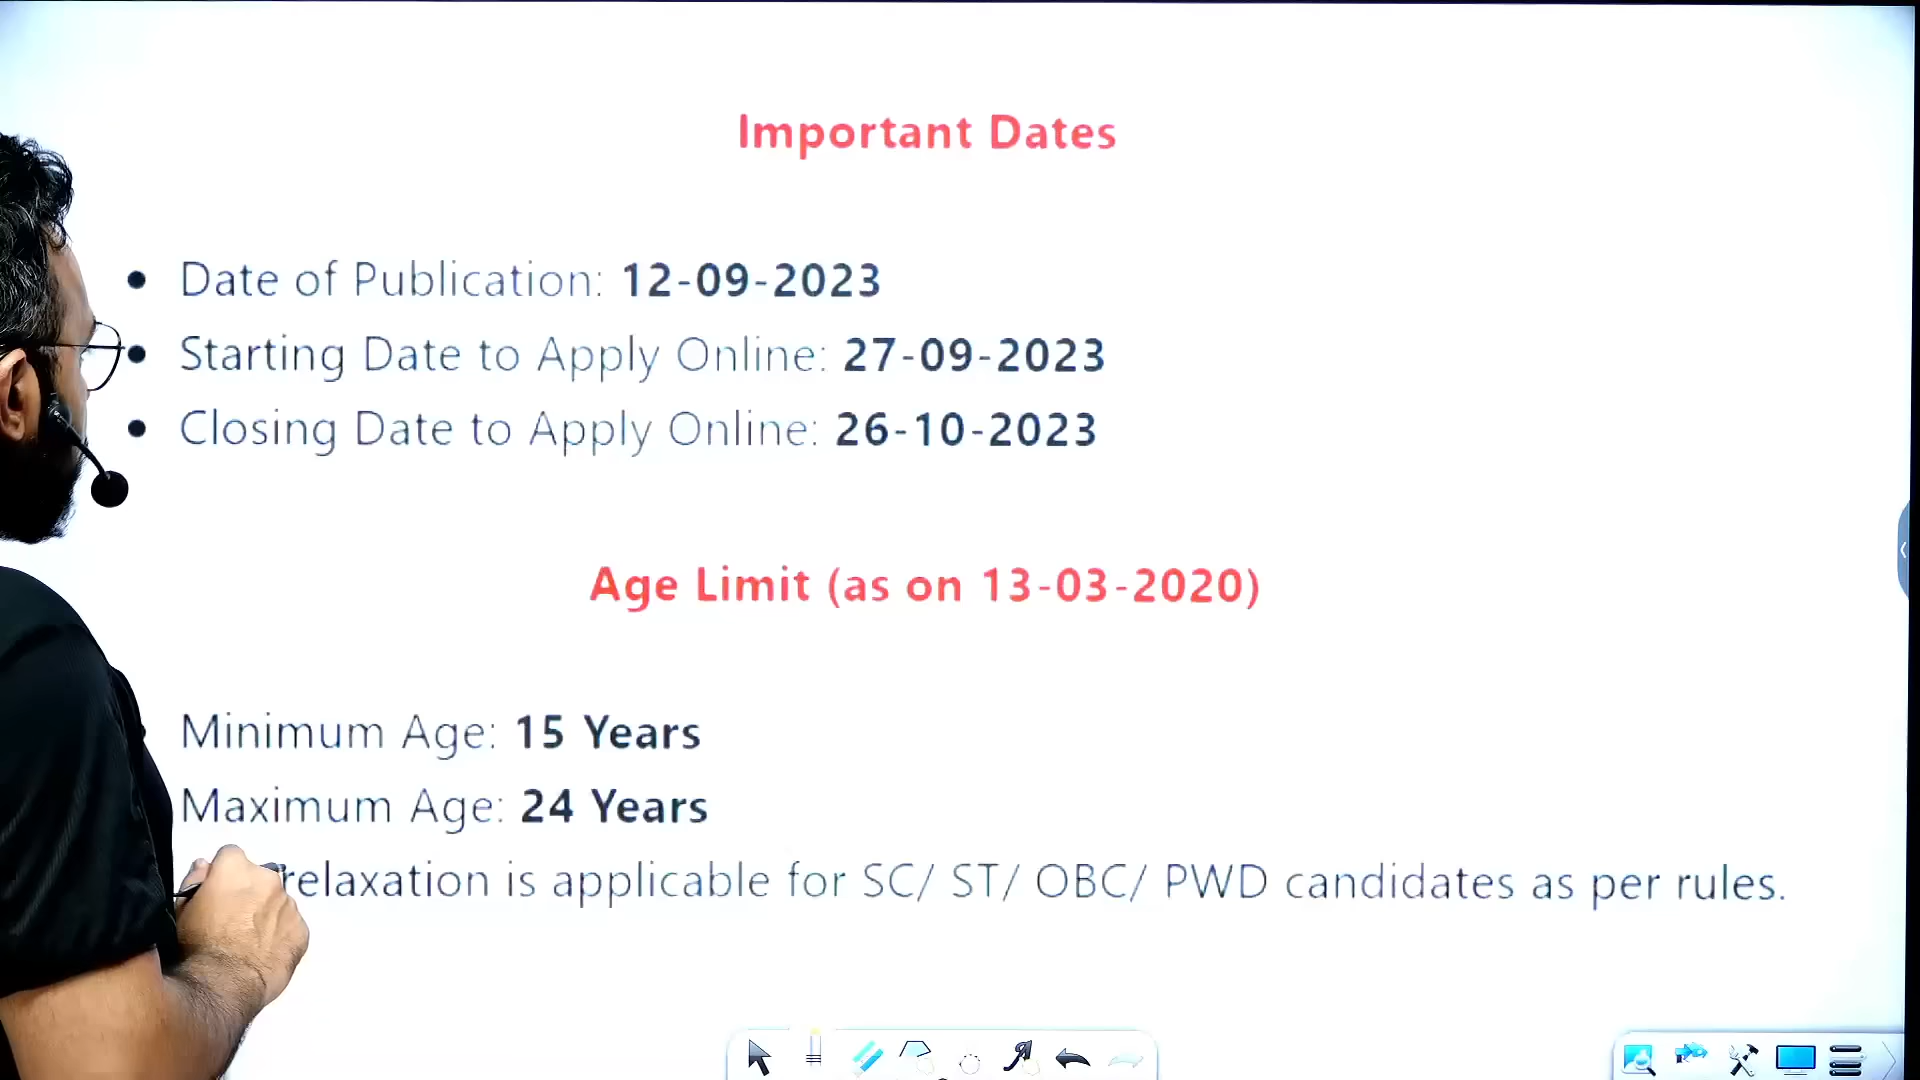 Important Dates
Date of Publication: 12-09-2023
Starting Date to Apply Online: 27-09-2023
Closing Date to Apply Online: 26-10-2023
Age Limit (as on 13-03-2020)
Minimum Age: 15 Years
Maximum Age: 24 Years
relaxation is applicable for SC/ ST/ OBC/ PWD candidates as per rules.